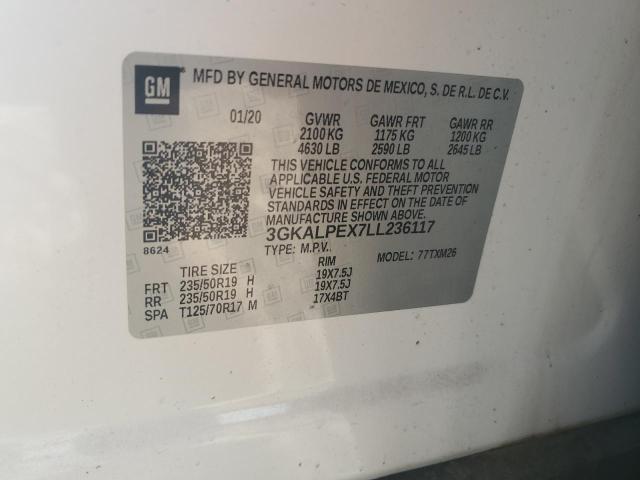 GM
MFD BY GENERAL MOTORS DE MEXICO, S. DE R.L. DE C.V.
01/20 GVWR GAWR FRT GAWR RR
2100 KG 1175 KG 1200 KG
4630 LB 2590 LB 2645 LB
THIS VEHICLE CONFORMS TO ALL
APPLICABLE U.S. FEDERAL MOTOR
VEHICLE SAFETY AND THEFT PREVENTION
STANDARDS IN EFFECT ON THE DATE OF
MANUFACTURE SHOWN ABOVE.
8624
3GKALPEX7LL236117
TYPE: M.P.V. MODEL: 77TXM26
TIRE SIZE RIM
FRT 235/50R19 H 19X7.5J
RR 235/50R19 H 19X7.5J
SPA T125/70R17 M 17X4BT